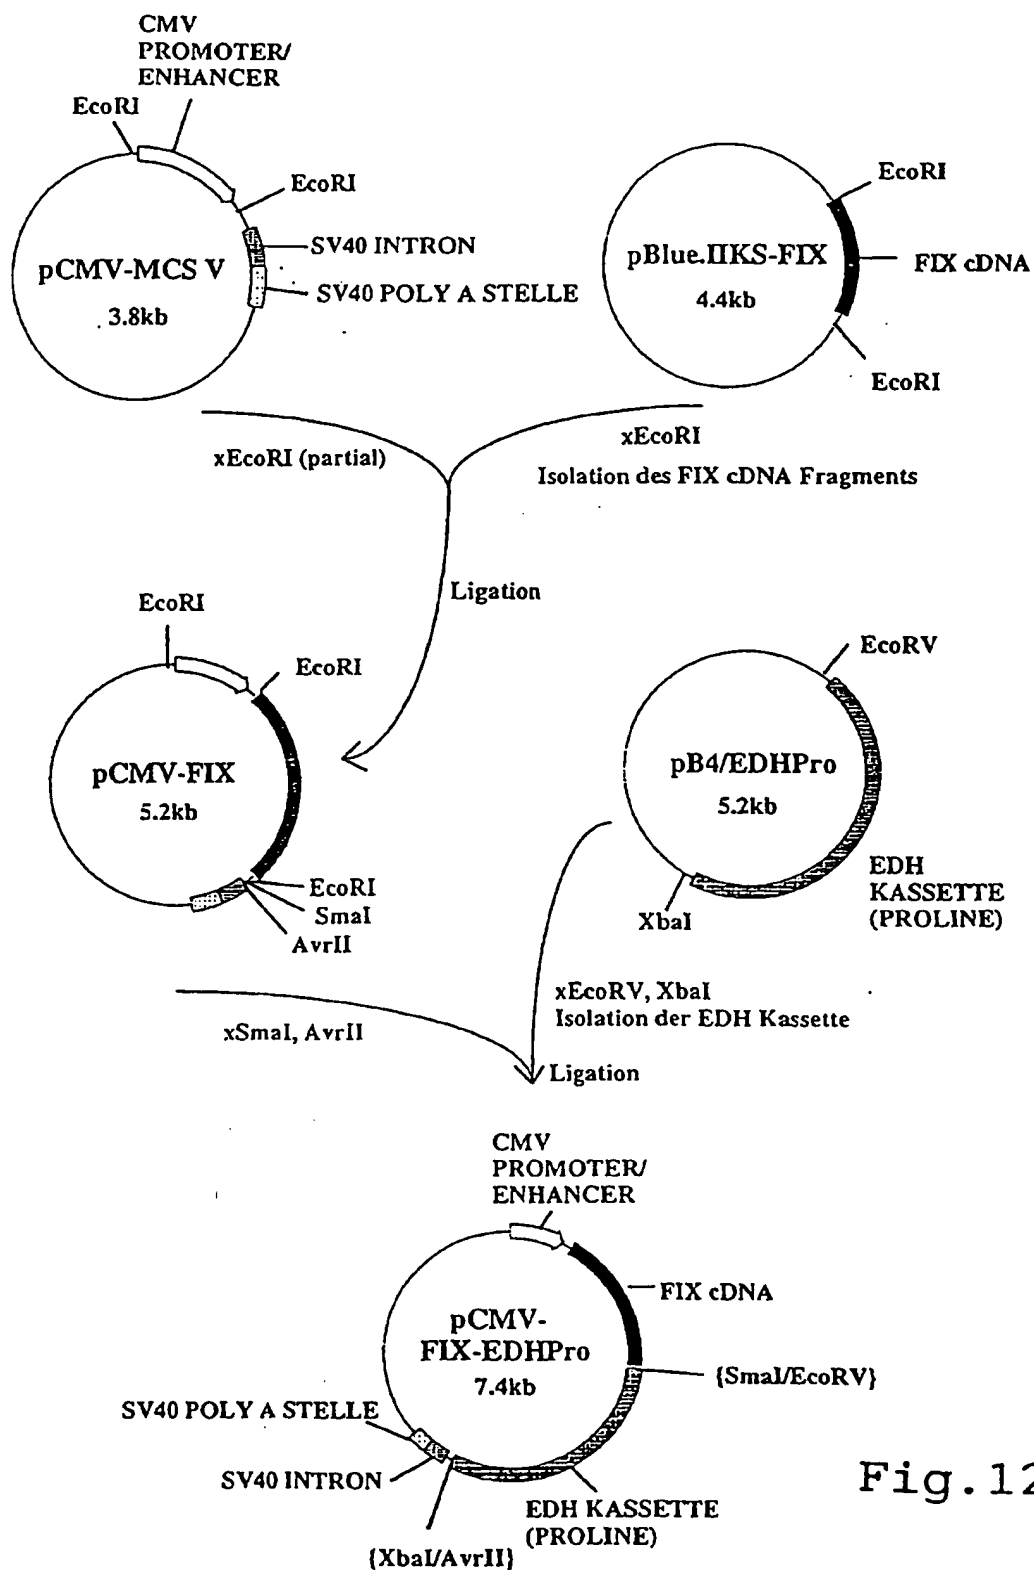 CMV
PROMOTER/
ENHANCER
EcoRI
EcoRI
SV40 INTRON
SV40 POLY A STELLE
pCMV-MCS V
3.8kb
EcoRI
pBlue.IIKS-FIX
4.4kb
FIX cDNA
EcoRI
xEcoRI (partial)
xEcoRI
Isolation des FIX cDNA Fragments
Ligation
EcoRI
EcoRI
pCMV-FIX
5.2kb
EcoRI
SmaI
AvrII
EcoRV
pB4/EDHPro
5.2kb
EDH
KASSETTE
(PROLINE)
XbaI
xSmaI, AvrII
xEcoRV, XbaI
Isolation der EDH Kassette
Ligation
CMV
PROMOTER/
ENHANCER
FIX cDNA
pCMV-
FIX-EDHPro
7.4kb
{SmaI/EcoRV}
SV40 POLY A STELLE
SV40 INTRON
EDH KASSETTE
(PROLINE)
{XbaI/AvrII}
Fig.12